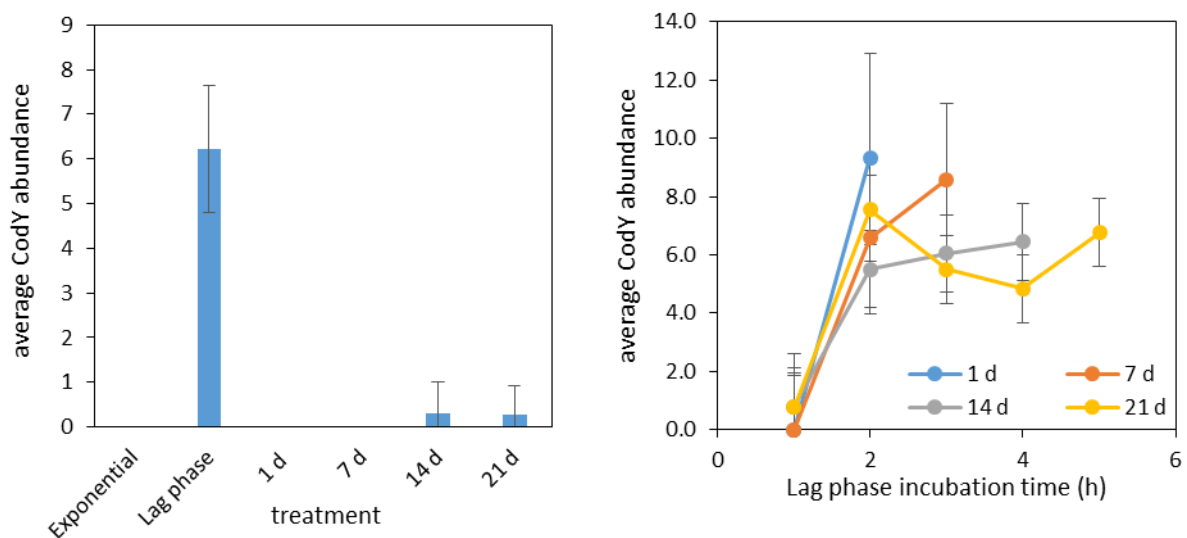 9
8
7
6
5
4
3
2
1
0
average CodY abundance
Exponential
Lag phase
1 d
7 d
14 d
21 d
treatment
14.0
12.0
10.0
8.0
6.0
4.0
2.0
0.0
average CodY abundance
1 d 7 d
14 d 21 d
0 2 4 6
Lag phase incubation time (h)